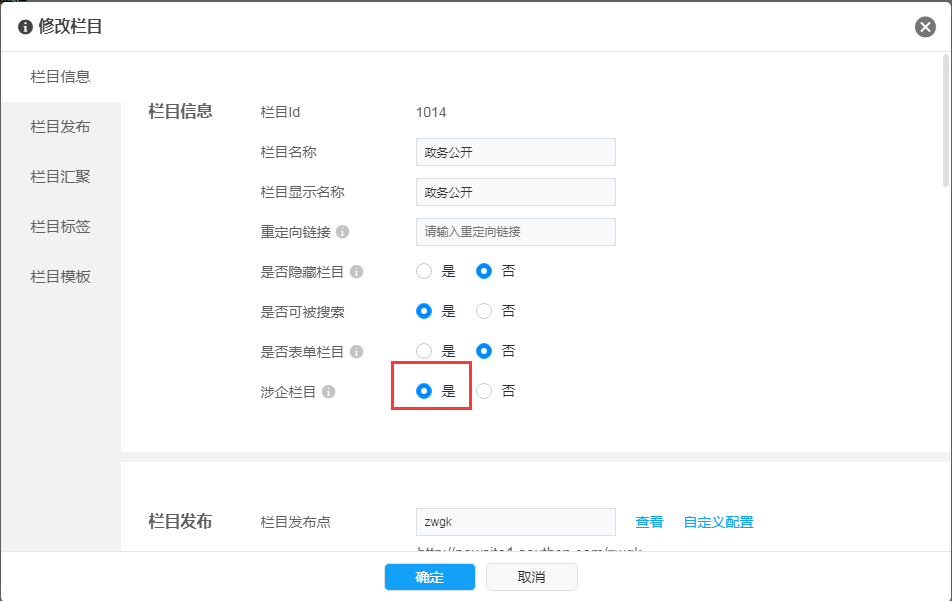 修改栏目
栏目信息
栏目发布
栏目汇聚
栏目标签
栏目模板
栏目信息
栏目Id 1014
栏目名称 政务公开
栏目显示名称 政务公开
重定向链接 请输入重定向链接
是否隐藏栏目 是 否
是否可被搜索 是 否
是否表单栏目 是 否
涉企栏目 是 否
栏目发布
栏目发布点 zwgk 查看 自定义配置
确定 取消